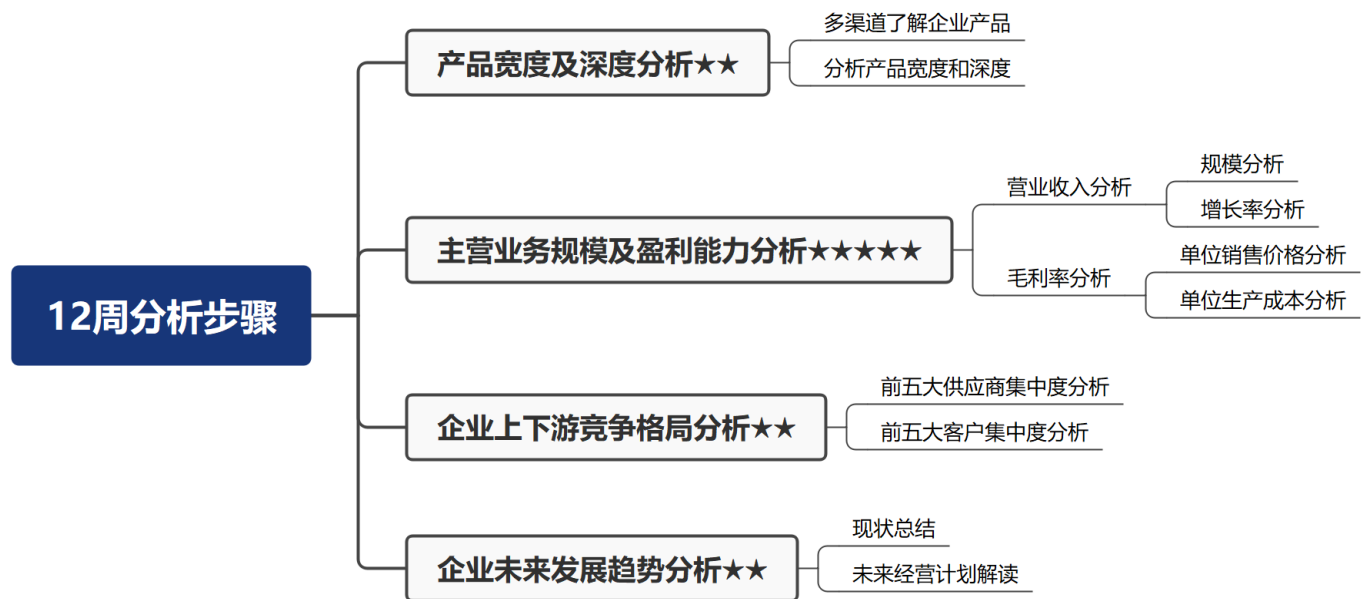 12周分析步骤
产品宽度及深度分析★★
多渠道了解企业产品
分析产品宽度和深度
主营业务规模及盈利能力分析★★★★★
营业收入分析
规模分析
增长率分析
毛利率分析
单位销售价格分析
单位生产成本分析
企业上下游竞争格局分析★★
前五大供应商集中度分析
前五大客户集中度分析
企业未来发展趋势分析★★
现状总结
未来经营计划解读